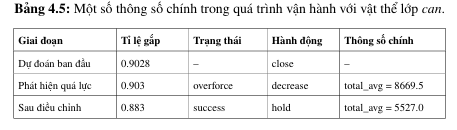 Bảng 4.5: Một số thông số chính trong quá trình vận hành với vật thể lớp can.
Giai đoạn Tỉ lệ gắp Trạng thái Hành động Thông số chính
Dự đoán ban đầu 0.9028 – close –
Phát hiện quá lực 0.903 overforce decrease total_avg = 8669.5
Sau điều chỉnh 0.883 success hold total_avg = 5527.0